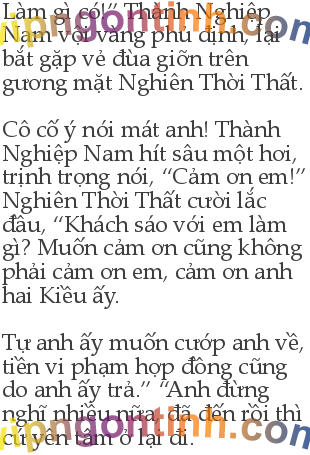 Làm gì có!” Thành Nghiệp
Nam vội vàng phủ định, lại
bắt gặp vẻ đùa giỡn trên
gương mặt Nghiên Thời Thất.
Cô cố ý nói mát anh! Thành
Nghiệp Nam hít sâu một hơi,
trịnh trọng nói, “Cảm ơn em!”
Nghiên Thời Thất cười lắc
đầu, “Khách sáo với em làm
gì? Muốn cảm ơn cũng không
phải cảm ơn em, cảm ơn anh
hai Kiều ấy.
Tự anh ấy muốn cướp anh về,
tiền vi phạm hợp đồng cũng
do anh ấy trả.” “Anh đừng
nghĩ nhiều nữa, đã đến rồi thì
cứ yên tâm ở lại đi.